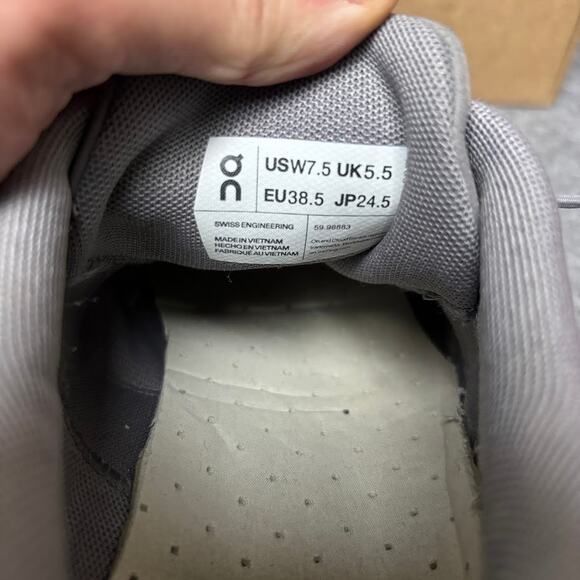 USW7.5 UK5.5
EU38.5 JP24.5
SWISS ENGINEERING 59.98883
MADE IN VIETNAM
HECHO EN VIETNAM
FABRIQUE AU VIETNAM